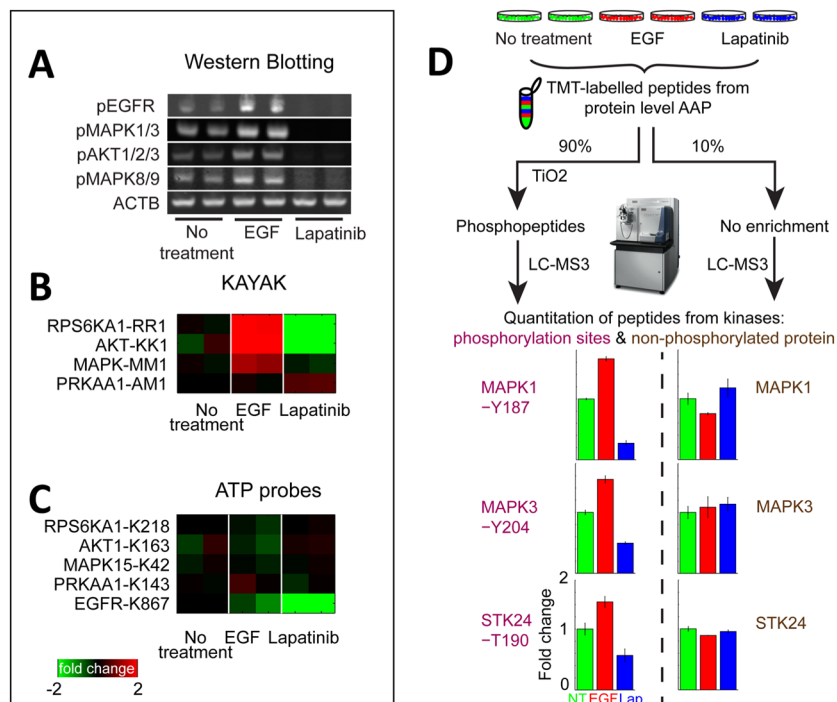 A
Western Blotting
pEGFR
pMAPK1/3
pAKT1/2/3
pMAPK8/9
ACTB
No treatment
EGF
Lapatinib
B
KAYAK
RPS6KA1-RR1
AKT-KK1
MAPK-MM1
PRKAA1-AM1
No treatment
EGF
Lapatinib
C
ATP probes
RPS6KA1-K218
AKT1-K163
MAPK15-K42
PRKAA1-K143
EGFR-K867
No treatment
EGF
Lapatinib
fold change
-2
2
D
No treatment
EGF
Lapatinib
TMT-labelled peptides from
protein level AAP
90%
10%
TiO2
Phosphopeptides
No enrichment
LC-MS3
LC-MS3
Quantitation of peptides from kinases:
phosphorylation sites & non-phosphorylated protein
MAPK1
−Y187
MAPK1
MAPK3
−Y204
MAPK3
STK24
−T190
STK24
Fold change
2
1
0
NT EGF Lap